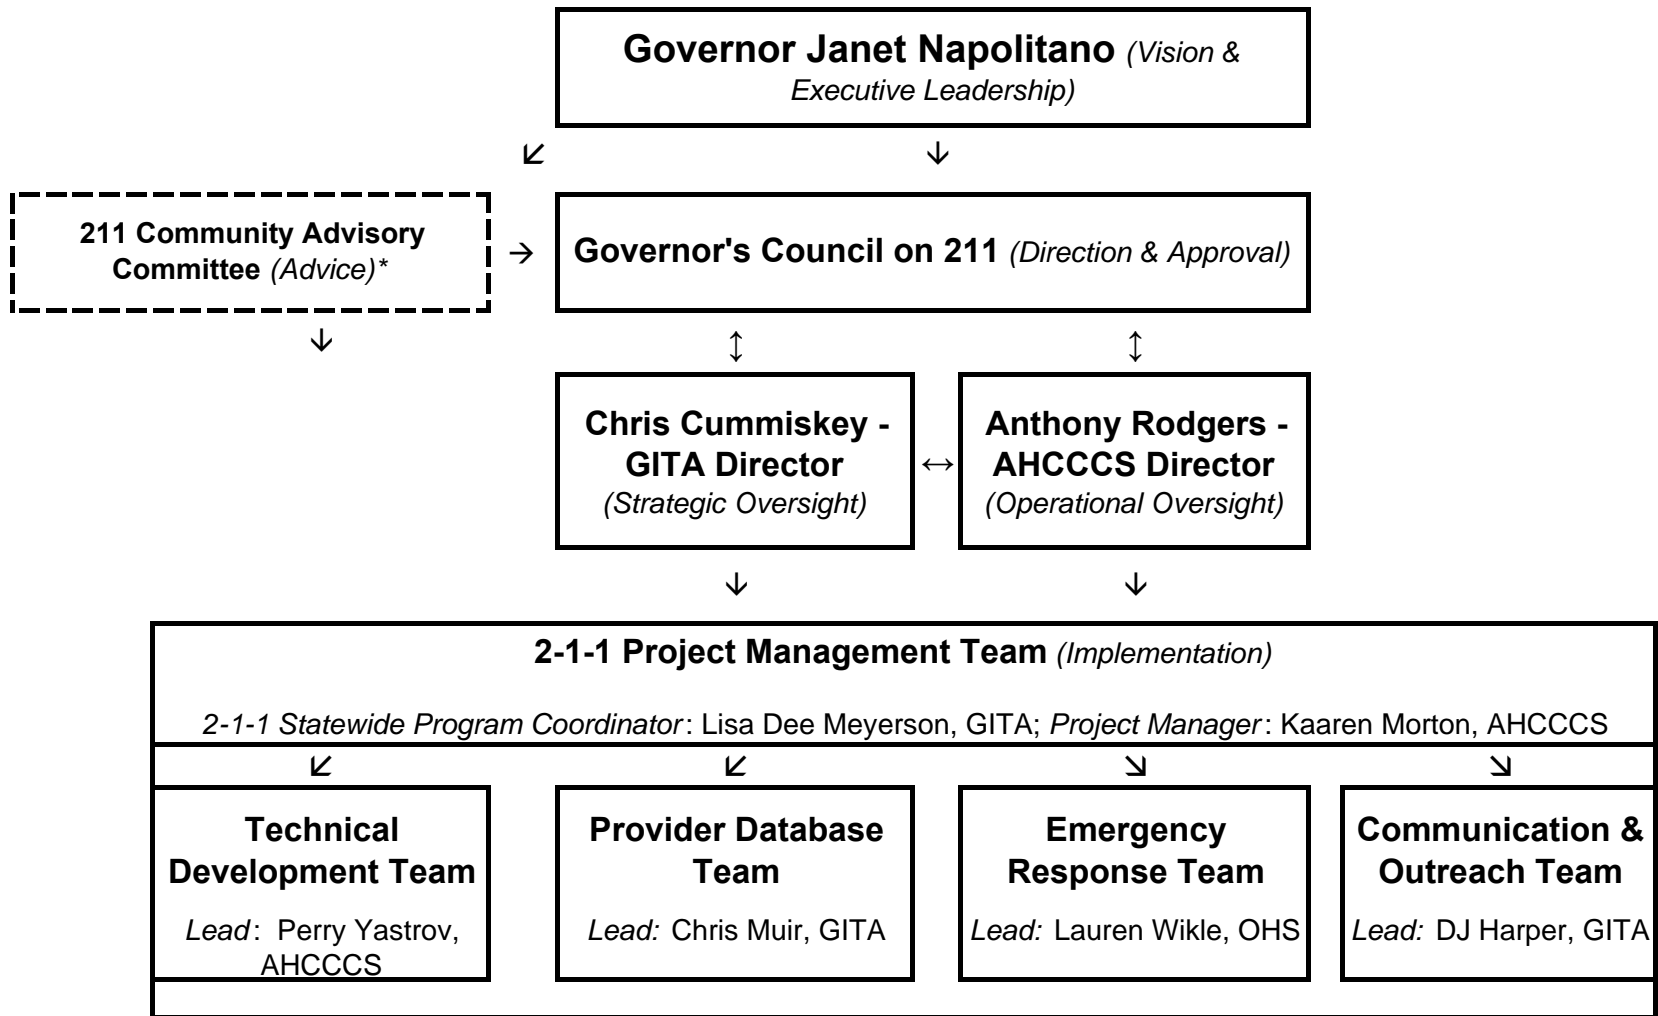 Governor Janet Napolitano (Vision &
Executive Leadership)
211 Community Advisory
Committee (Advice)*
Governor's Council on 211 (Direction & Approval)
Chris Cummiskey -
GITA Director
(Strategic Oversight)
Anthony Rodgers -
AHCCCS Director
(Operational Oversight)
2-1-1 Project Management Team (Implementation)
2-1-1 Statewide Program Coordinator: Lisa Dee Meyerson, GITA; Project Manager: Kaaren Morton, AHCCCS
Technical
Development Team
Lead: Perry Yastrov,
AHCCCS
Provider Database
Team
Lead: Chris Muir, GITA
Emergency
Response Team
Lead: Lauren Wikle, OHS
Communication &
Outreach Team
Lead: DJ Harper, GITA